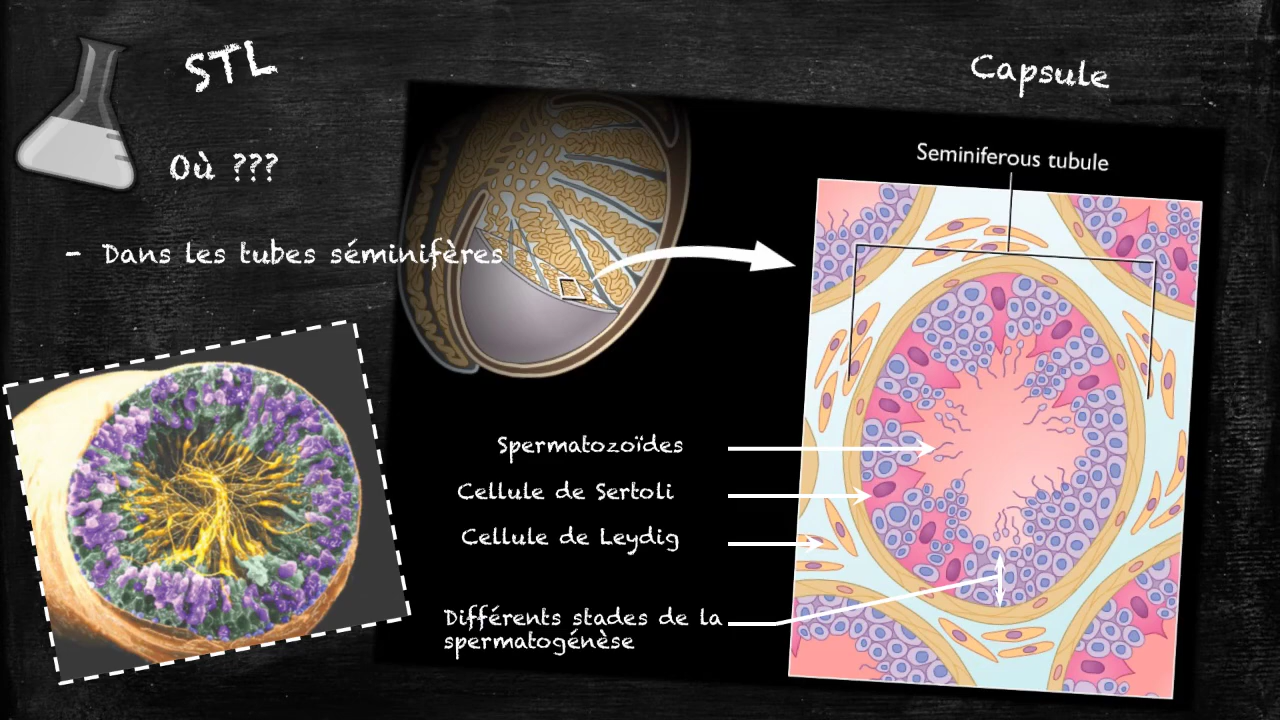 STL
Capsule
Où ???
Seminiferous tubule
- Dans les tubes séminifères
Spermatozoïdes
Cellule de Sertoli
Cellule de Leydig
Différents stades de la
spermatogénèse